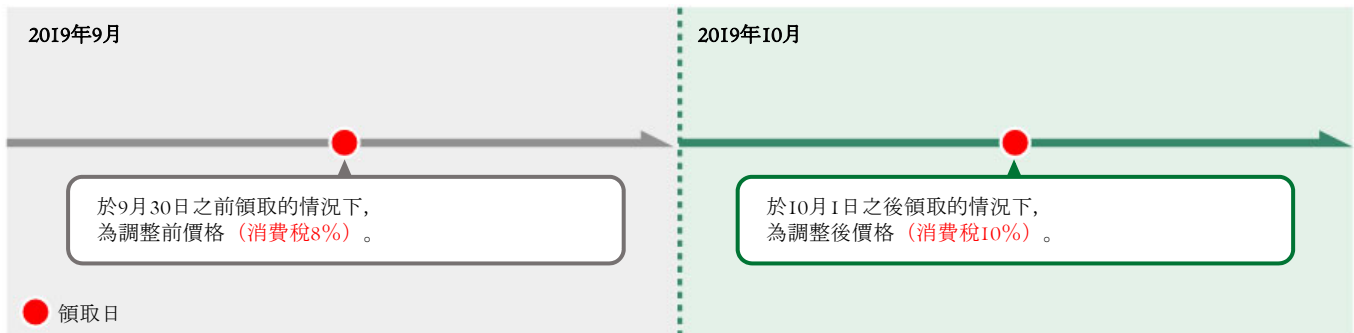 2019年9月
2019年10月
於9月30日之前領取的情況下,
為調整前價格（消費稅8%）。
於10月1日之後領取的情況下,
為調整後價格（消費稅10%）。
領取日